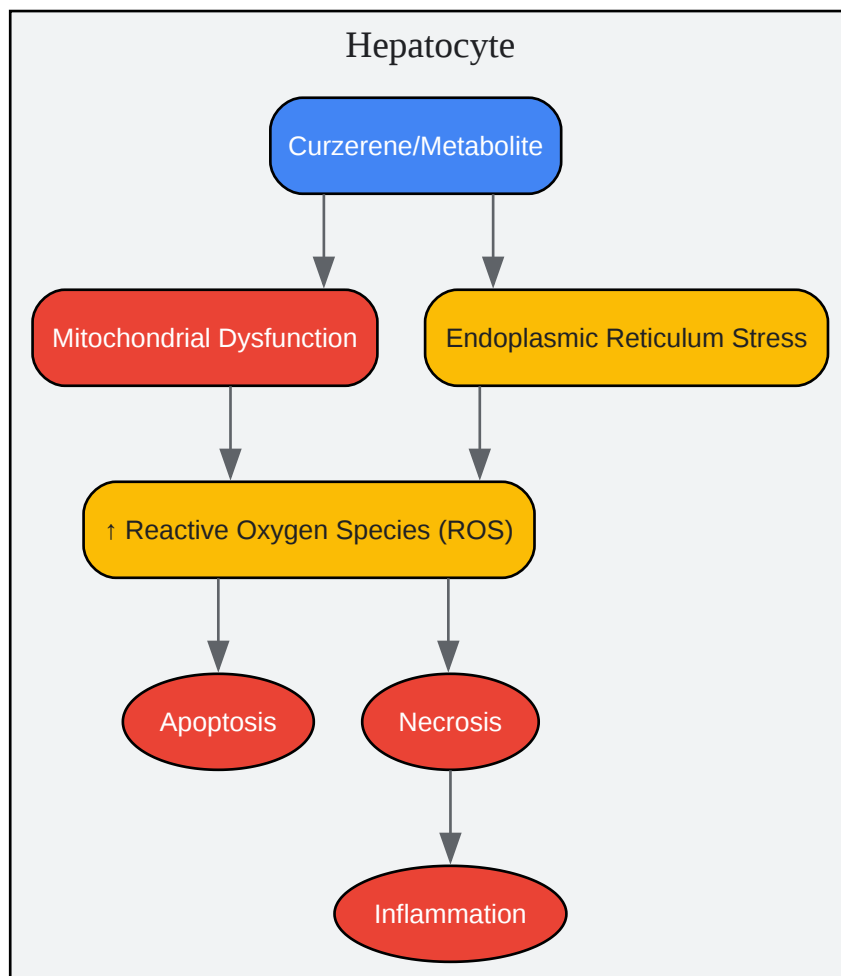 Hepatocyte
Curzerene/Metabolite
Mitochondrial Dysfunction
Endoplasmic Reticulum Stress
↑ Reactive Oxygen Species (ROS)
Apoptosis
Necrosis
Inflammation